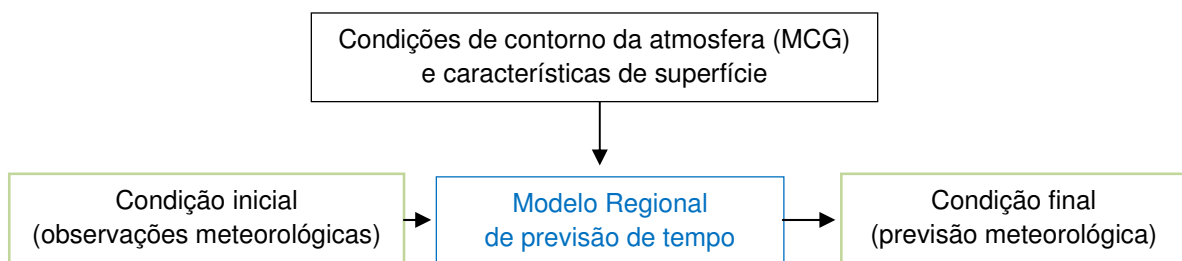 Condições de contorno da atmosfera (MCG)
e características de superfície
Condição inicial
(observações meteorológicas)
Modelo Regional
de previsão de tempo
Condição final
(previsão meteorológica)